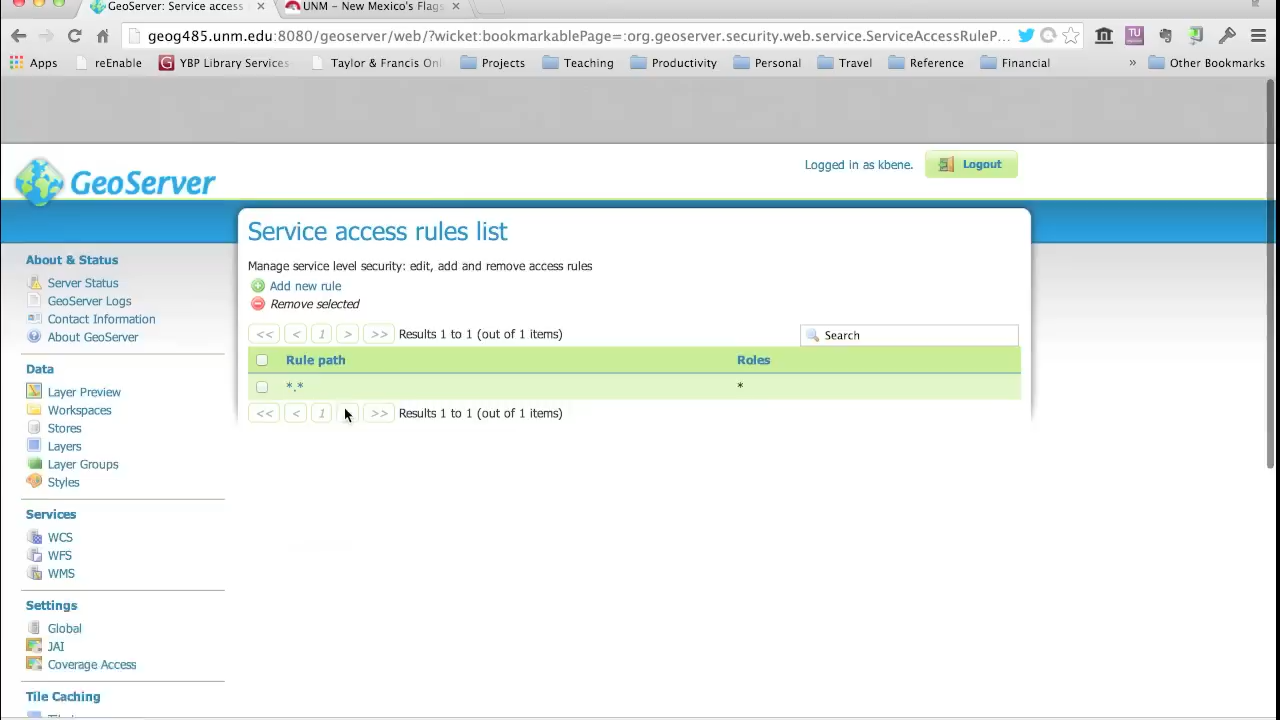 GeoServer: Service access
UNM – New Mexico's Flags
geog485.unm.edu:8080/geoserver/web/?wicket:bookmarkablePage=:org.geoserver.security.web.service.ServiceAccessRuleP...
Apps reEnable YBP Library Services Taylor & Francis Onl Projects Teaching Productivity Personal Travel Reference Financial » Other Bookmarks
GeoServer
Logged in as kbene. Logout
Service access rules list
Manage service level security: edit, add and remove access rules
Add new rule
Remove selected
<< < 1 > >> Results 1 to 1 (out of 1 items) Search
Rule path Roles
*.* *
<< < 1 >> Results 1 to 1 (out of 1 items)
About & Status
Server Status
GeoServer Logs
Contact Information
About GeoServer
Data
Layer Preview
Workspaces
Stores
Layers
Layer Groups
Styles
Services
WCS
WFS
WMS
Settings
Global
JAI
Coverage Access
Tile Caching